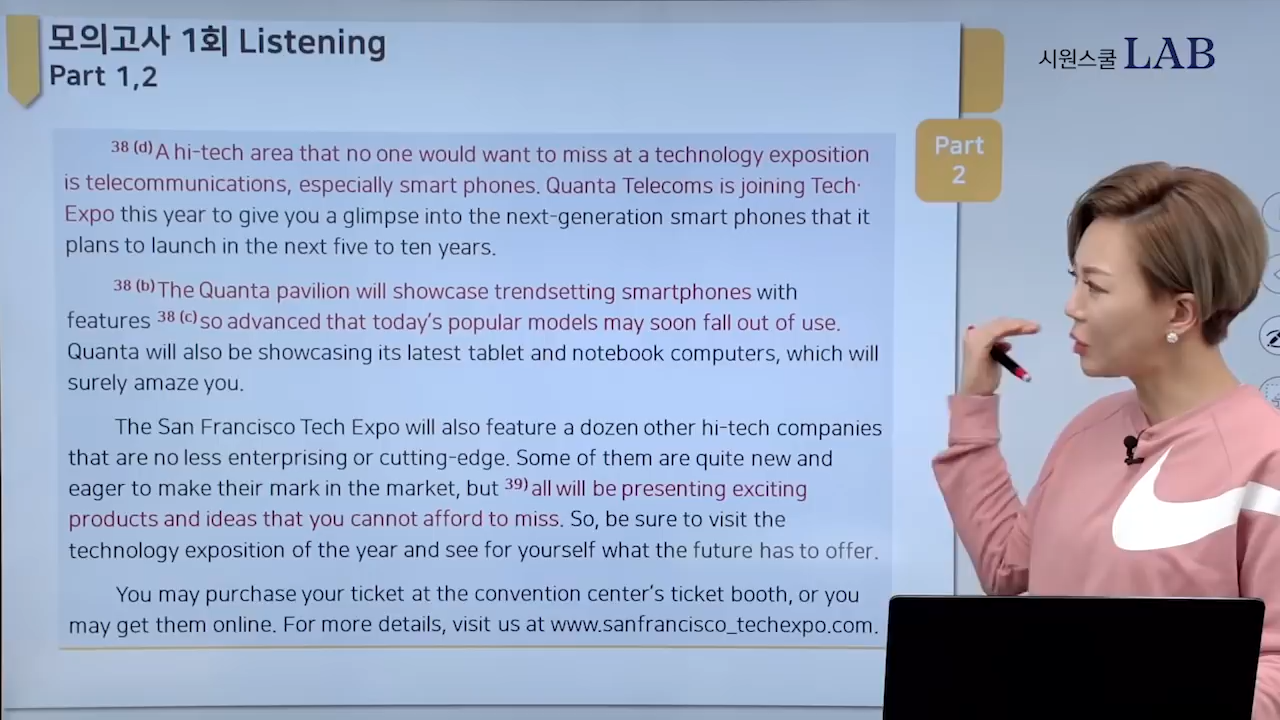 모의고사 1회 Listening
Part 1,2
시원스쿨 LAB
Part
2
38 (d) A hi-tech area that no one would want to miss at a technology exposition
is telecommunications, especially smart phones. Quanta Telecoms is joining Tech
Expo this year to give you a glimpse into the next-generation smart phones that it
plans to launch in the next five to ten years.
38 (b) The Quanta pavilion will showcase trendsetting smartphones with
features 38 (c) so advanced that today's popular models may soon fall out of use.
Quanta will also be showcasing its latest tablet and notebook computers, which will
surely amaze you.
The San Francisco Tech Expo will also feature a dozen other hi-tech companies
that are no less enterprising or cutting-edge. Some of them are quite new and
eager to make their mark in the market, but 39) all will be presenting exciting
products and ideas that you cannot afford to miss. So, be sure to visit the
technology exposition of the year and see for yourself what the future has to offer.
You may purchase your ticket at the convention center's ticket booth, or you
may get them online. For more details, visit us at www.sanfrancisco_techexpo.com.